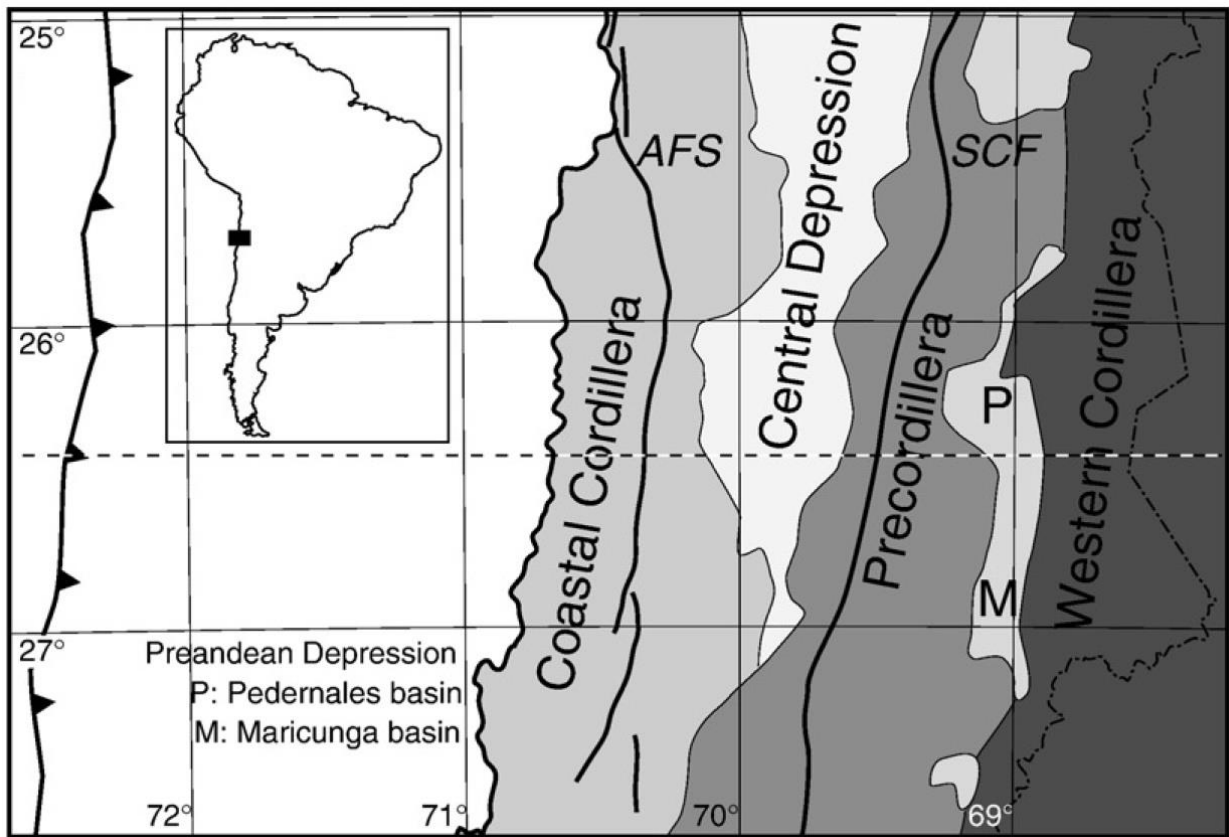 25°
AFS
SCF
Central Depression
26°
Coastal Cordillera
Precordillera
Western Cordillera
P
M
27°
Preandean Depression
P: Pedernales basin
M: Maricunga basin
72°
71°
70°
69°